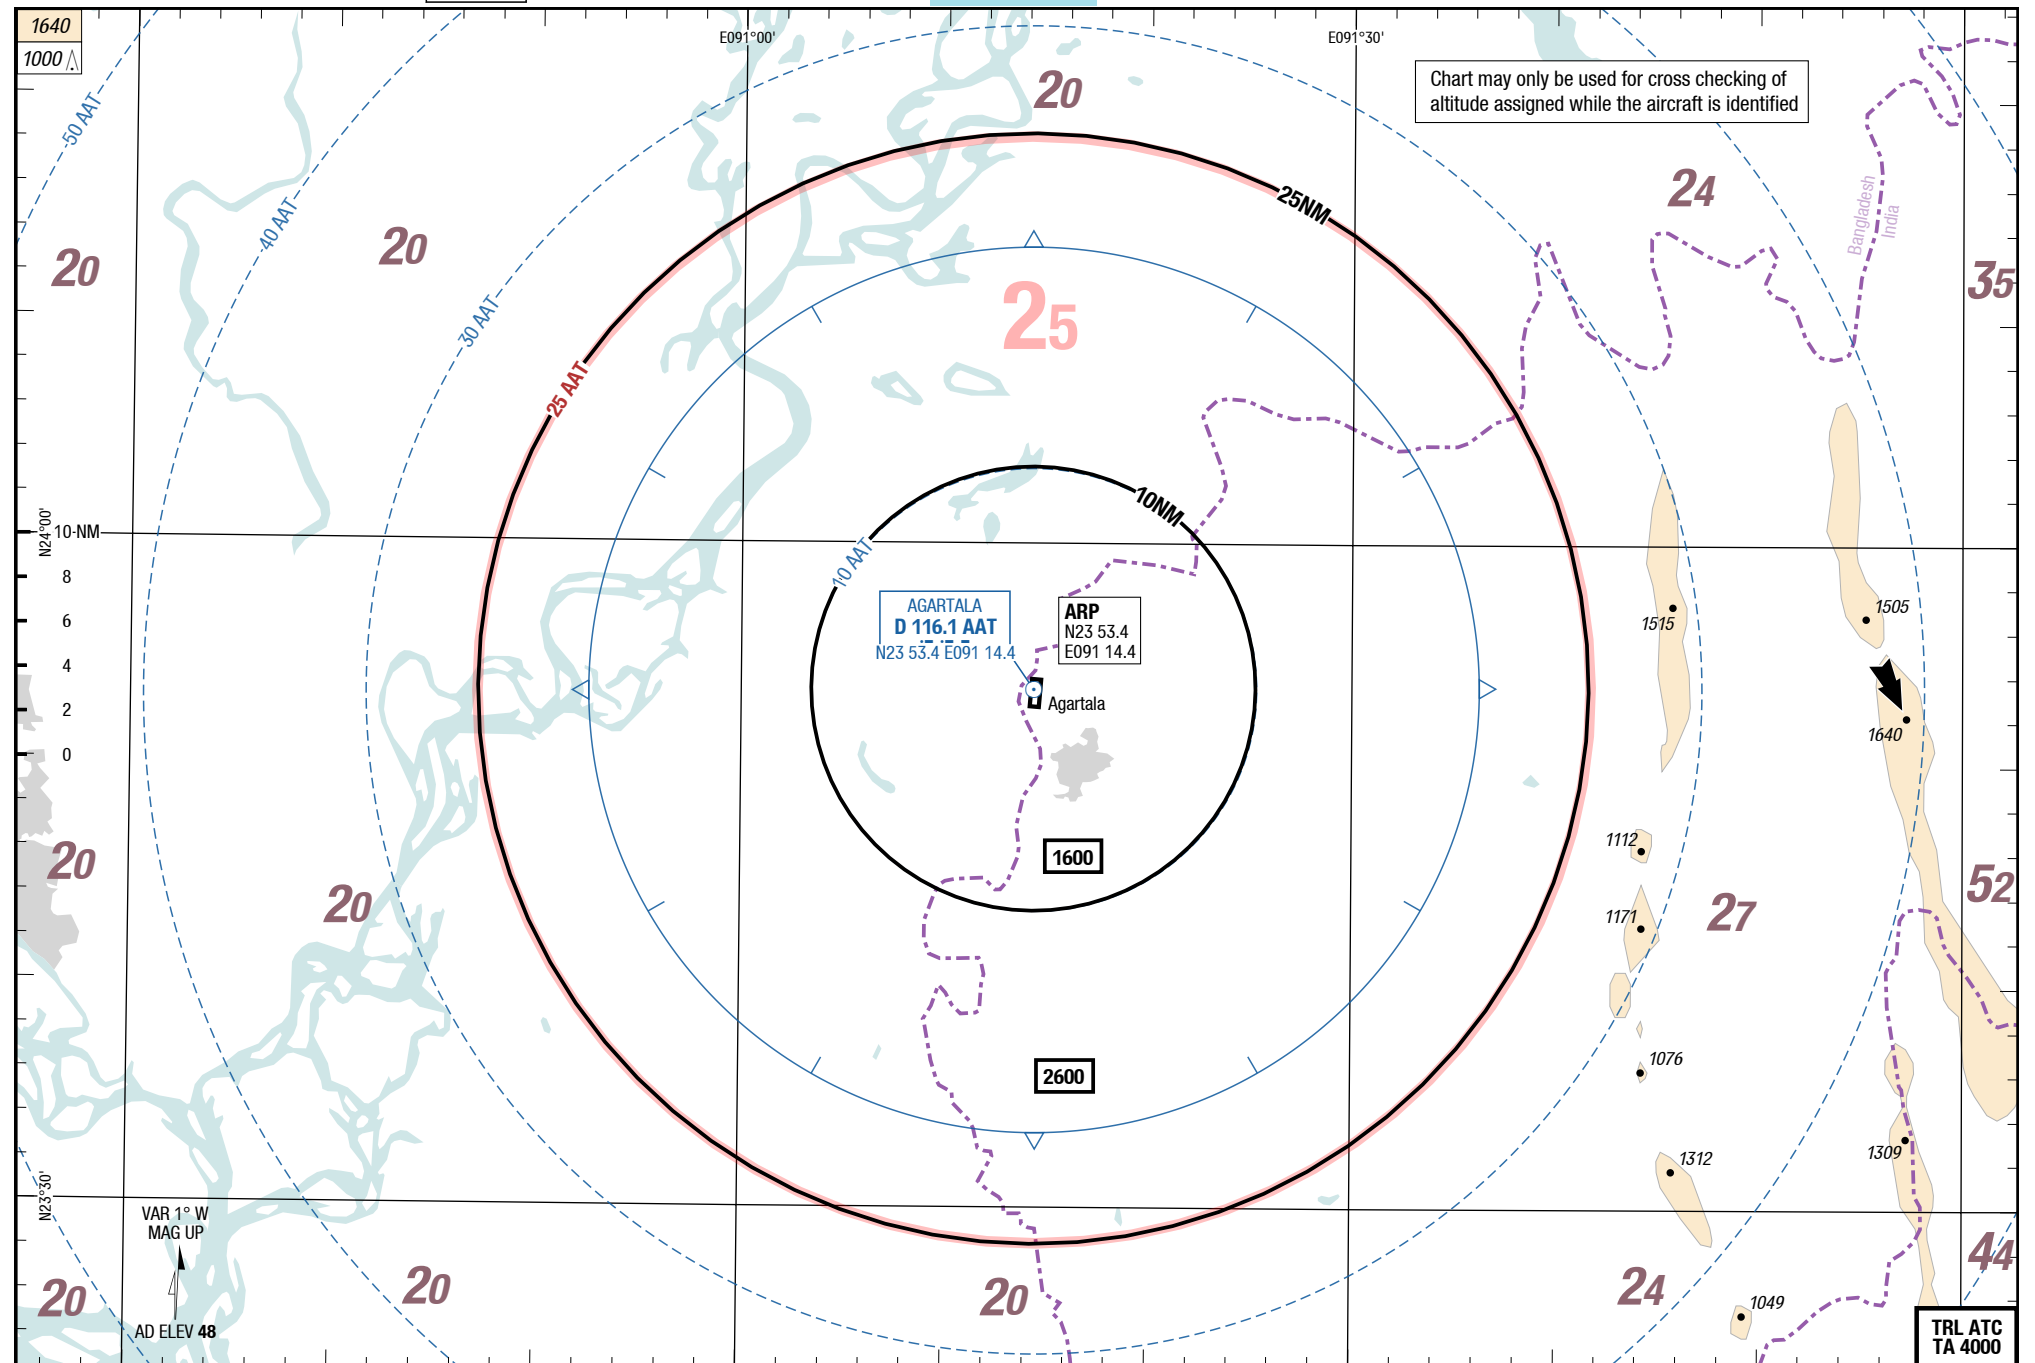 1640
1000
E091°00'
E091°30'
Chart may only be used for cross checking of
altitude assigned while the aircraft is identified
50 AAT
20
24
25NM
Bangladesh
India
40 AAT
20
20
35
25
30 AAT
25 AAT
10NM
N24°00'
10 NM
10 AAT
8
6
4
2
0
AGARTALA
D 116.1 AAT
N23 53.4 E091 14.4
ARP
N23 53.4
E091 14.4
Agartala
1515
1505
1640
1112
1600
20
20
1171
27
52
2600
1076
1309
1312
N23°30'
VAR 1° W
MAG UP
20
20
20
24
44
1049
AD ELEV 48
TRL ATC
TA 4000